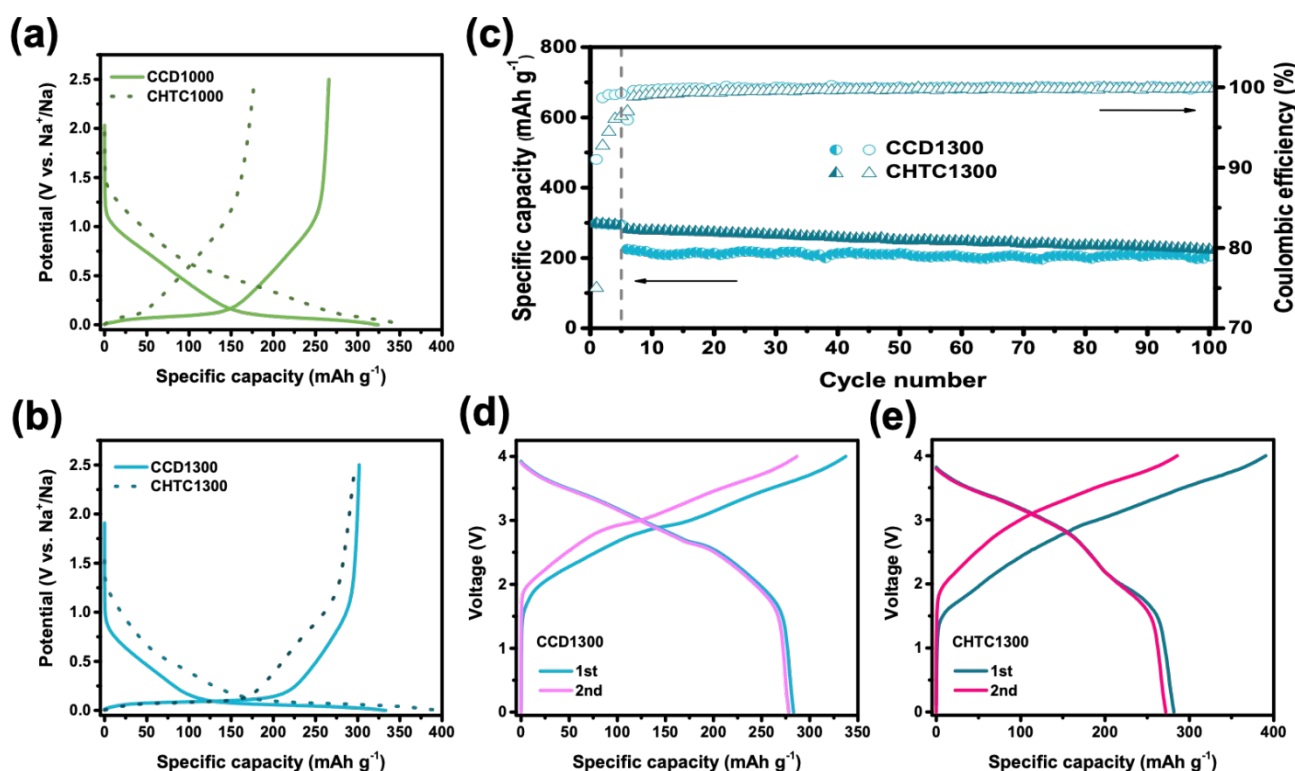 (a)
CCD1000
CHTC1000
Potential (V vs. Na⁺/Na)
2.5
2.0
1.5
1.0
0.5
0.0
0 50 100 150 200 250 300 350 400
Specific capacity (mAh g⁻¹)
(c)
Specific capacity (mAh g⁻¹)
800
600
400
200
0
CCD1300
CHTC1300
100
90
80
70
Coulombic efficiency (%)
1 10 20 30 40 50 60 70 80 90 100
Cycle number
(b)
CCD1300
CHTC1300
Potential (V vs. Na⁺/Na)
2.5
2.0
1.5
1.0
0.5
0.0
0 50 100 150 200 250 300 350 400
Specific capacity (mAh g⁻¹)
(d)
Voltage (V)
4
3
2
1
0
CCD1300
1st
2nd
0 50 100 150 200 250 300 350
Specific capacity (mAh g⁻¹)
(e)
Voltage (V)
4
3
2
1
0
CHTC1300
1st
2nd
0 100 200 300 400
Specific capacity (mAh g⁻¹)